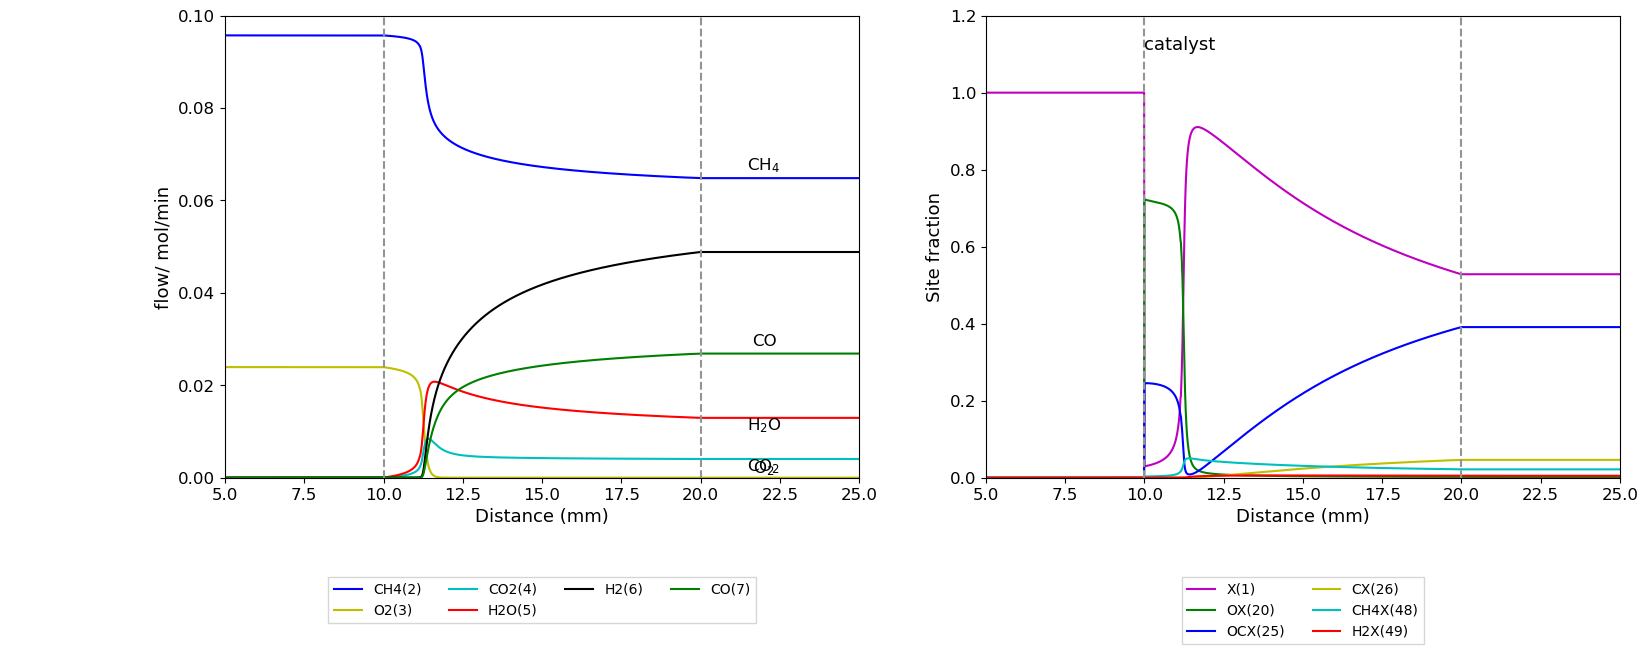 0.10
0.08
0.06
0.04
0.02
0.00
flow/ mol/min
CH₄
CO
H₂O
CO₂
O₂
5.0 7.5 10.0 12.5 15.0 17.5 20.0 22.5 25.0
Distance (mm)
CH4(2) CO2(4) H2(6) CO(7)
O2(3) H2O(5)
1.2
1.0
0.8
0.6
0.4
0.2
0.0
Site fraction
catalyst
5.0 7.5 10.0 12.5 15.0 17.5 20.0 22.5 25.0
Distance (mm)
X(1) CX(26)
OX(20) CH4X(48)
OCX(25) H2X(49)